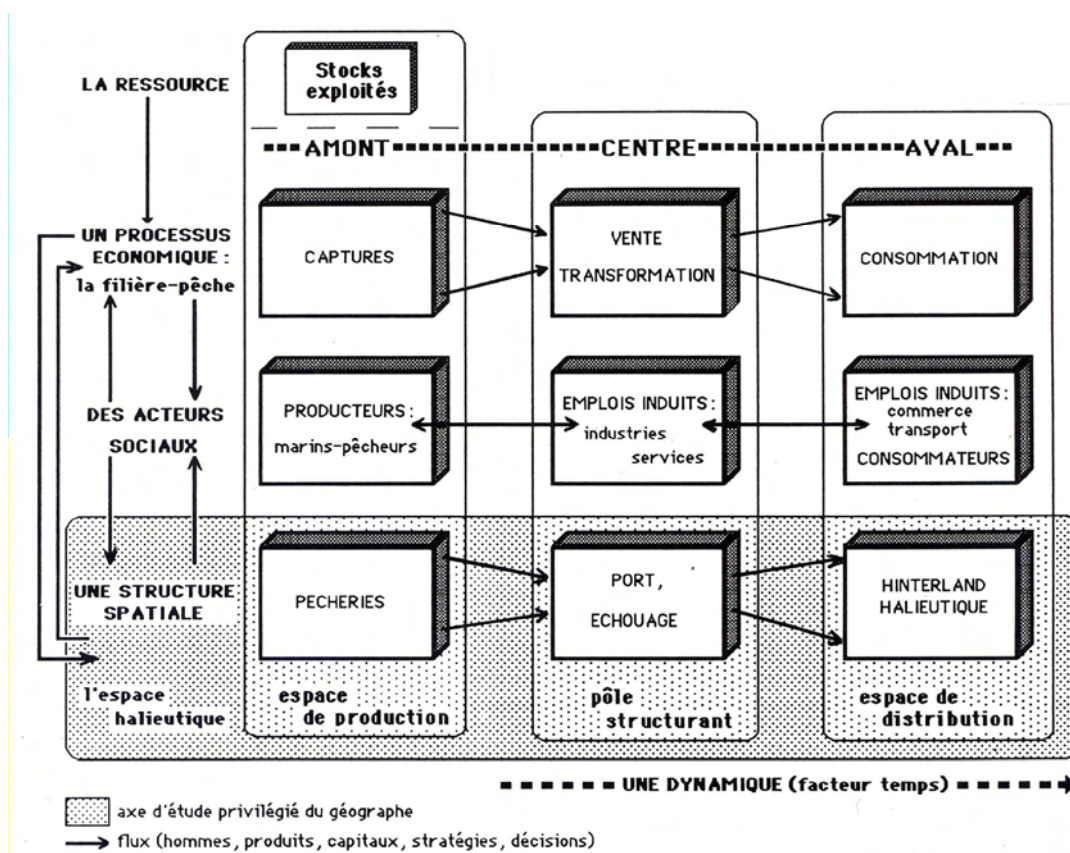 Stocks
exploités
LA RESSOURCE
AMONT
CENTRE
AVAL
UN PROCESSUS
ECONOMIQUE :
la filière-pêche
CAPTURES
VENTE
TRANSFORMATION
CONSOMMATION
DES ACTEURS
SOCIAUX
PRODUCTEURS :
marins-pêcheurs
EMPLOIS INDUITS :
industries
services
EMPLOIS INDUITS :
commerce
transport
CONSOMMATEURS
UNE STRUCTURE
SPATIALE
PECHERIES
PORT,
ECHOUAGE
HINTERLAND
HALIEUTIQUE
l'espace
halieutique
espace
de production
pôle
structurant
espace de
distribution
UNE DYNAMIQUE (facteur temps)
axe d'étude privilégié du géographe
flux (hommes, produits, capitaux, stratégies, décisions)